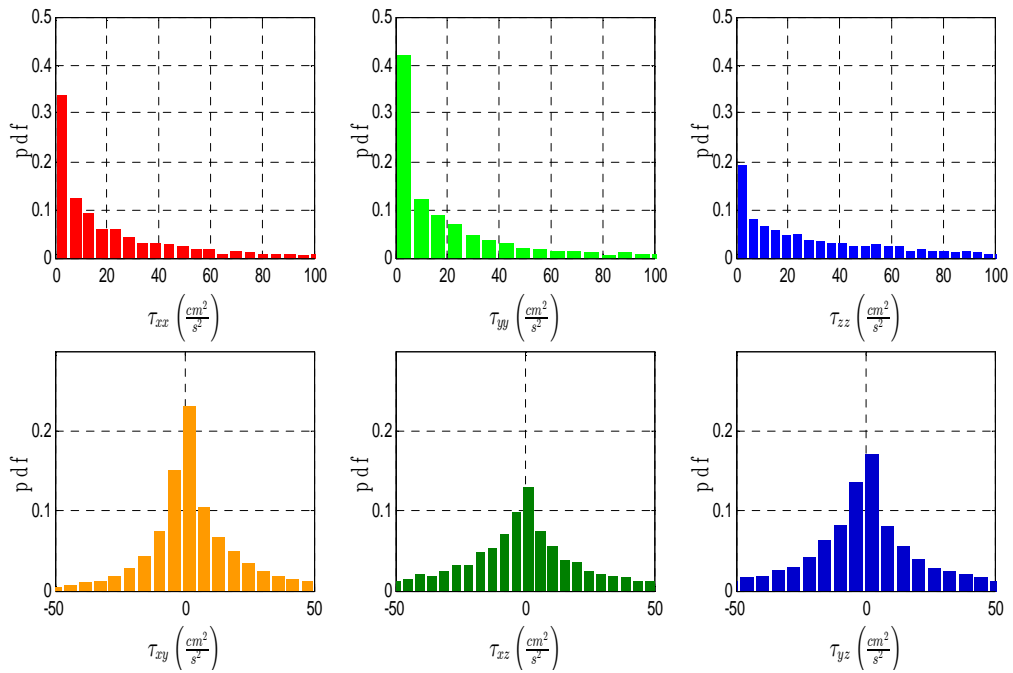 0.5 0.5 0.5
0.4 0.4 0.4
0.3 0.3 0.3
pdf pdf pdf
0.2 0.2 0.2
0.1 0.1 0.1
0 0 0
0 20 40 60 80 100 0 20 40 60 80 100 0 20 40 60 80 100
τxx (cm²/s²) τyy (cm²/s²) τzz (cm²/s²)
0.2 0.2 0.2
pdf pdf pdf
0.1 0.1 0.1
0 0 0
-50 0 50 -50 0 50 -50 0 50
τxy (cm²/s²) τxz (cm²/s²) τyz (cm²/s²)